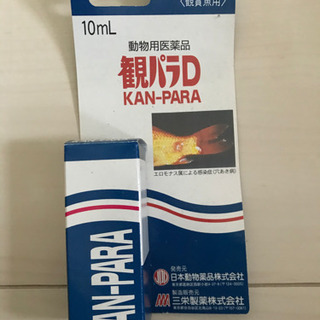 〈観賞魚用〉
10mL
動物用医薬品
観パラD
KAN-PARA
エロモナス菌による感染症(穴あき病)
発売元
日本動物薬品株式会社
製造販売元
三栄製薬株式会社
KAN-PARA